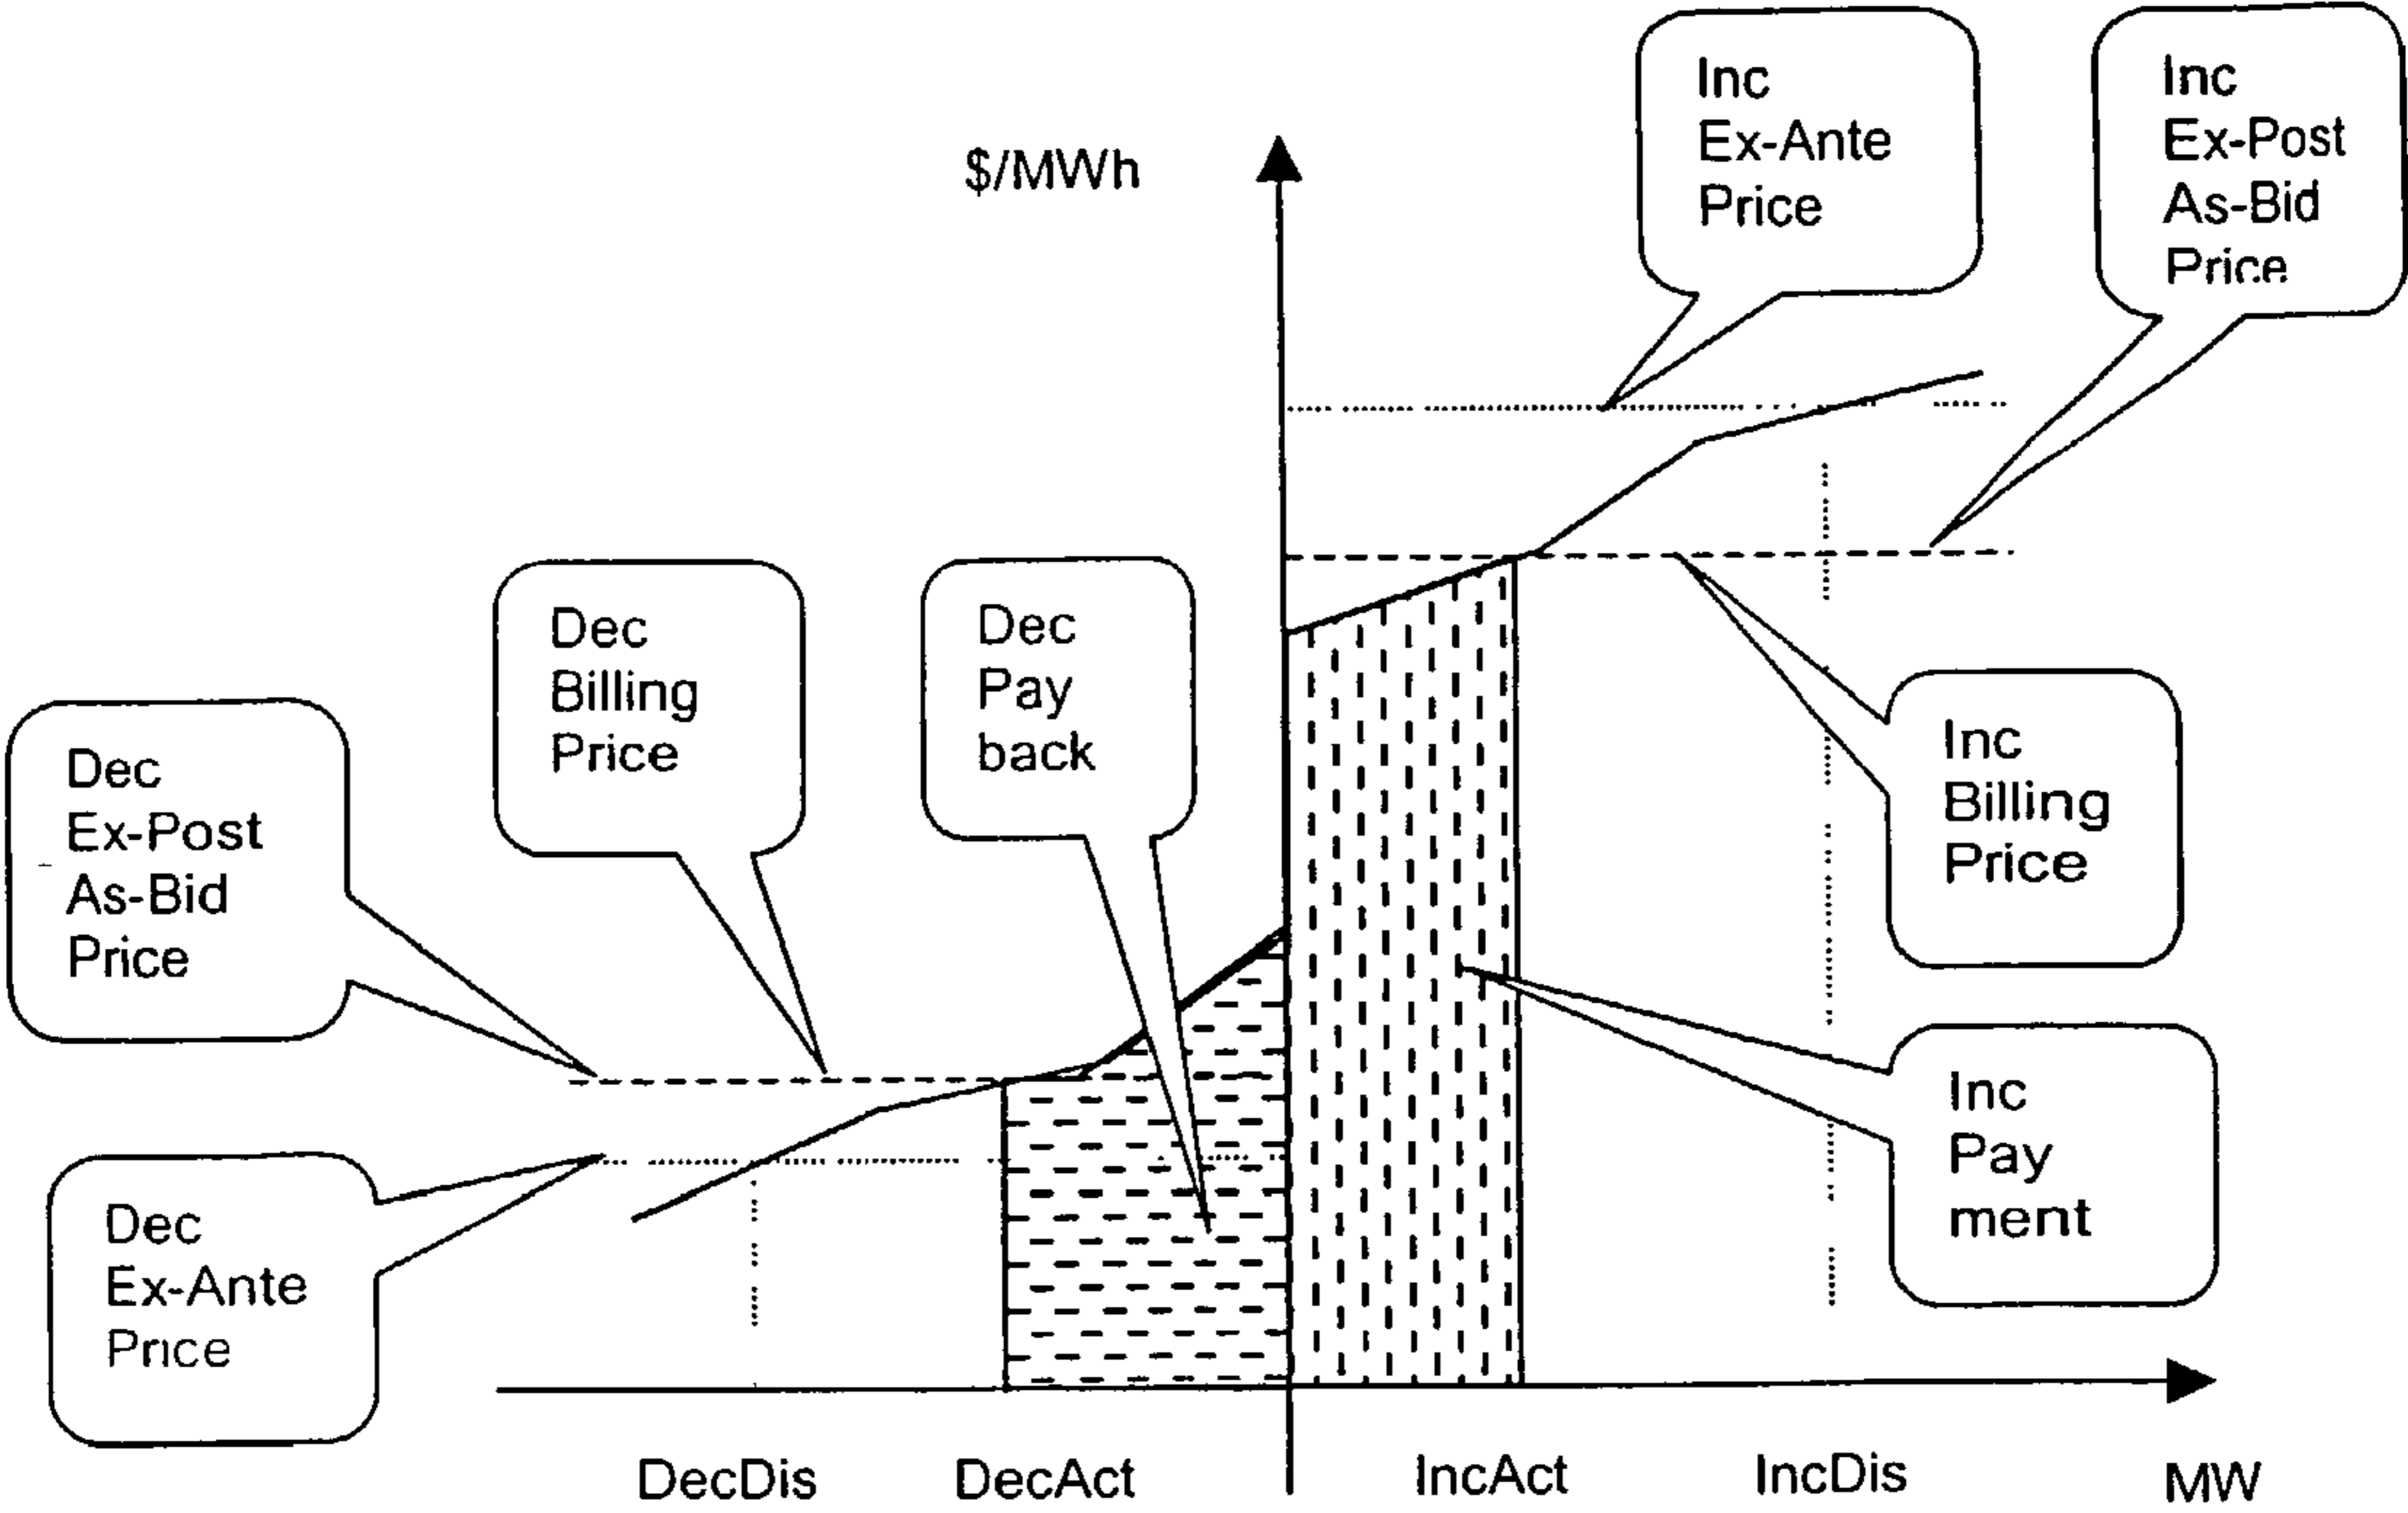 $/MWh
Inc
Ex-Ante
Price
Inc
Ex-Post
As-Bid
Price
Dec
Billing
Price
Dec
Pay
back
Dec
Ex-Post
As-Bid
Price
Inc
Billing
Price
Dec
Ex-Ante
Price
Inc
Pay
ment
DecDis
DecAct
IncAct
IncDis
MW